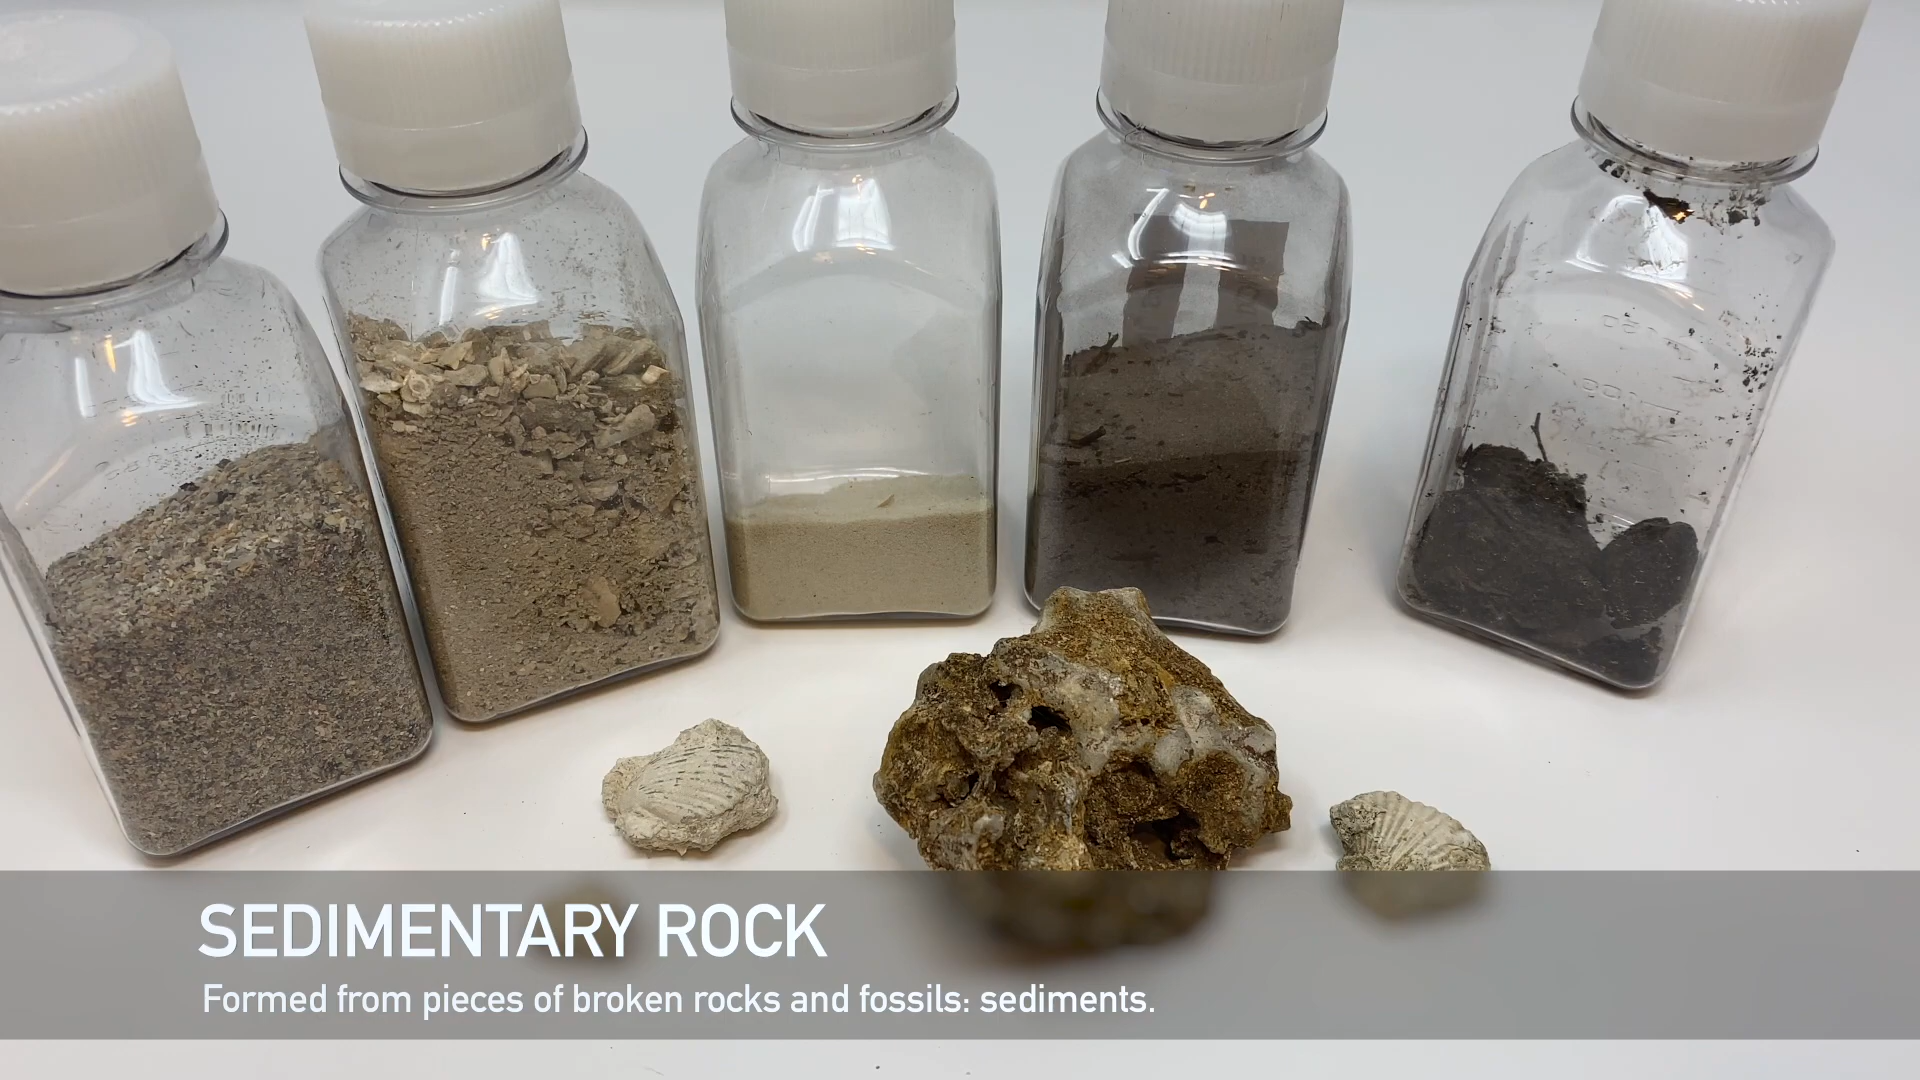 SEDIMENTARY ROCK
Formed from pieces of broken rocks and fossils: sediments.